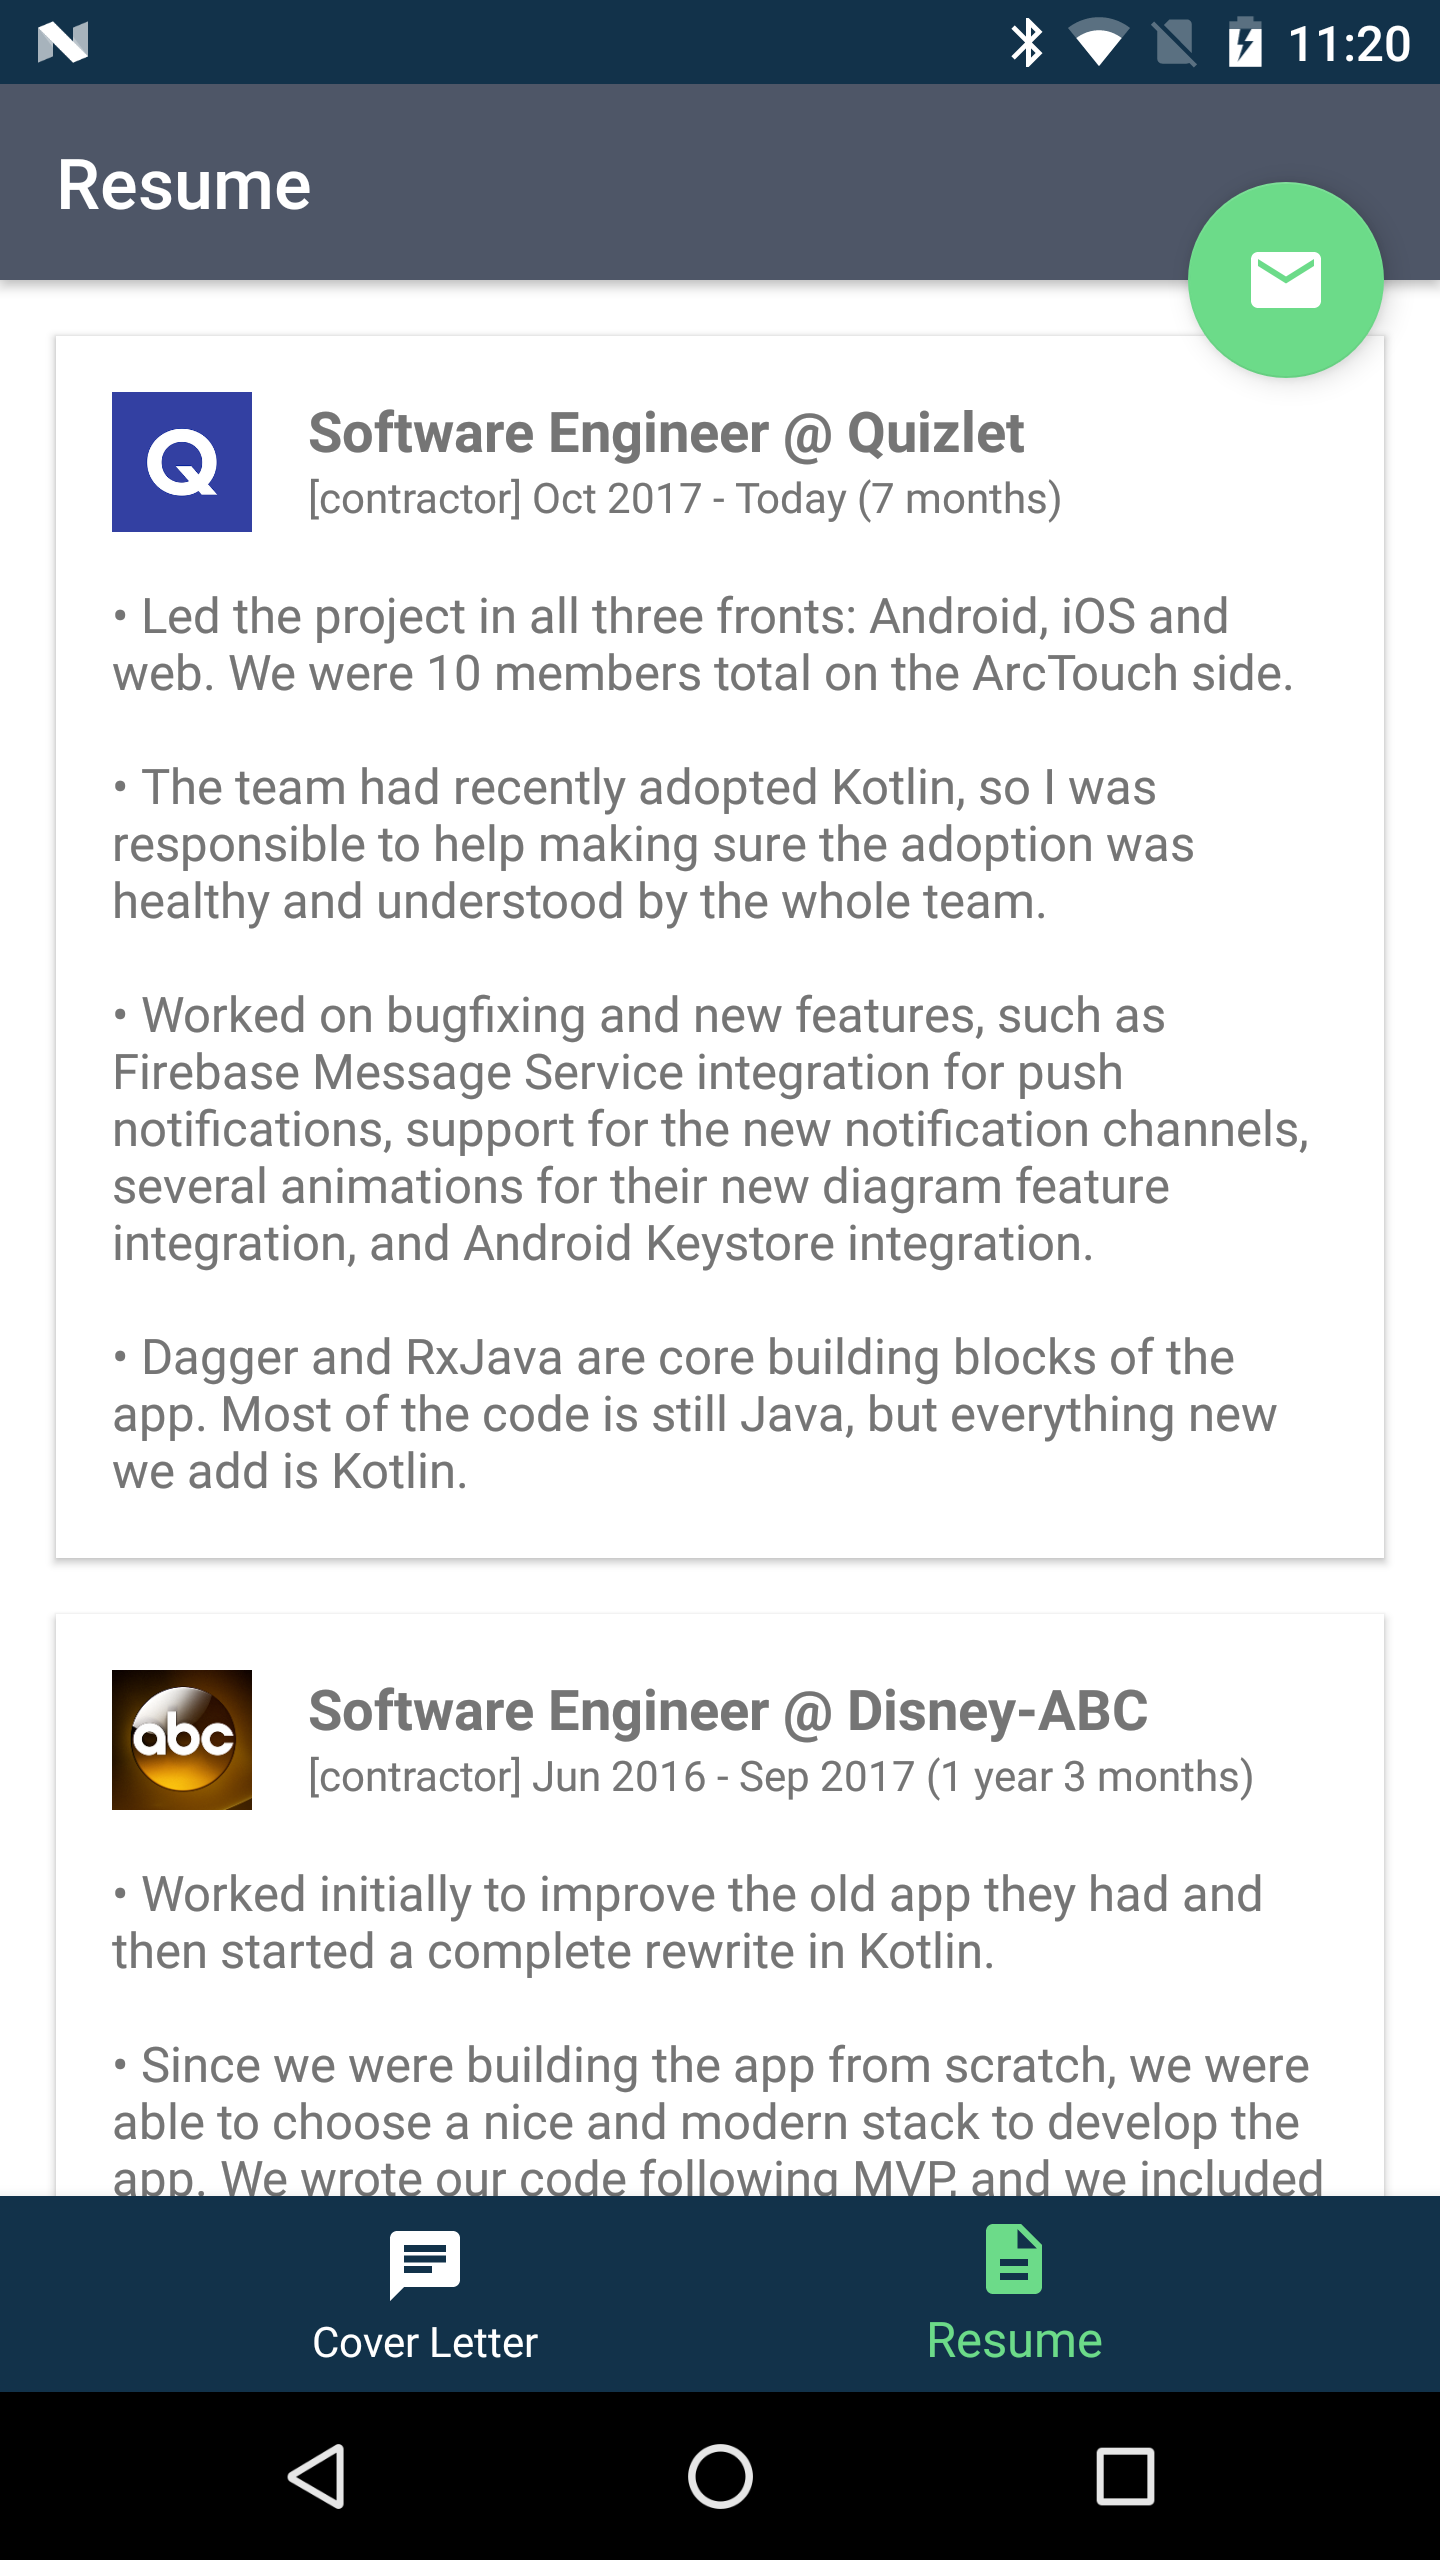 11:20
Resume
Q
Software Engineer @ Quizlet
[contractor] Oct 2017 - Today (7 months)
• Led the project in all three fronts: Android, iOS and
web. We were 10 members total on the ArcTouch side.
• The team had recently adopted Kotlin, so I was
responsible to help making sure the adoption was
healthy and understood by the whole team.
• Worked on bugfixing and new features, such as
Firebase Message Service integration for push
notifications, support for the new notification channels,
several animations for their new diagram feature
integration, and Android Keystore integration.
• Dagger and RxJava are core building blocks of the
app. Most of the code is still Java, but everything new
we add is Kotlin.
abc
Software Engineer @ Disney-ABC
[contractor] Jun 2016 - Sep 2017 (1 year 3 months)
• Worked initially to improve the old app they had and
then started a complete rewrite in Kotlin.
• Since we were building the app from scratch, we were
able to choose a nice and modern stack to develop the
app. We wrote our code following MVP, and we included
Cover Letter
Resume